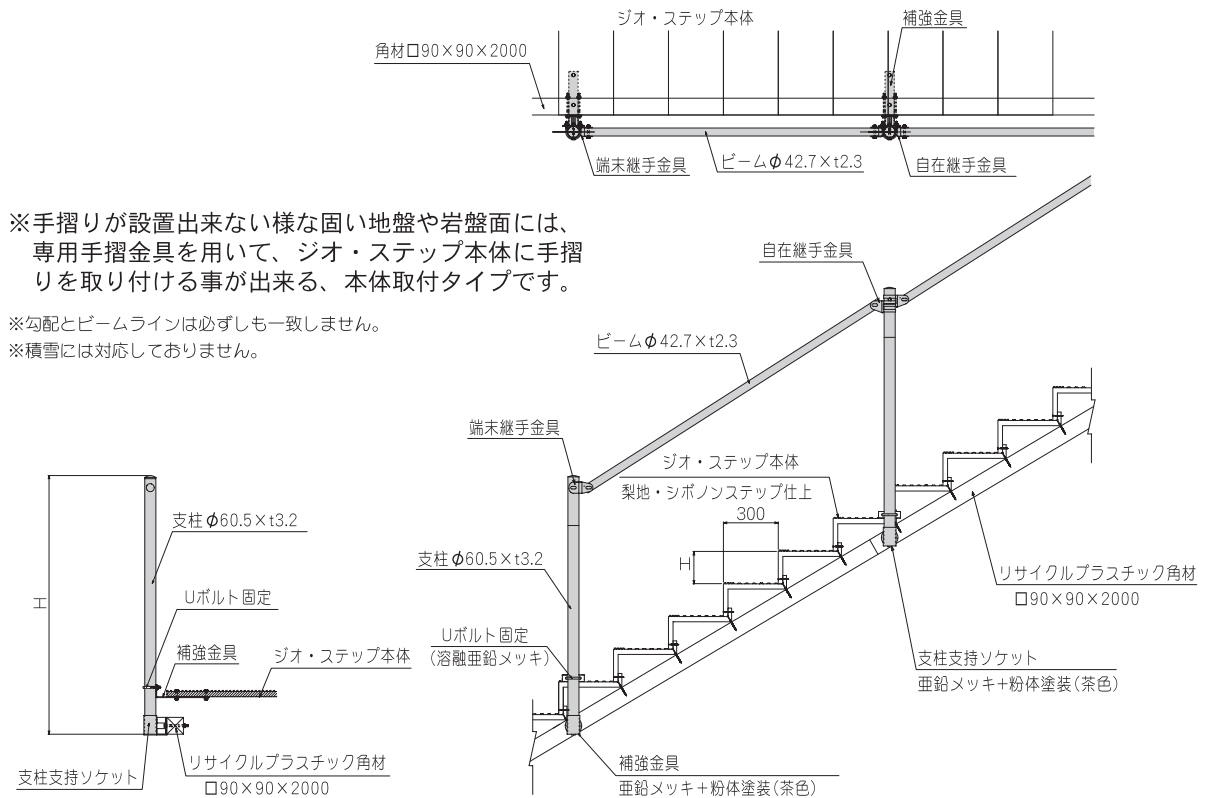 ジオ・ステップ本体
補強金具
角材□90×90×2000
端末継手金具
ビームφ42.7×t2.3
自在継手金具
※手摺りが設置出来ない様な固い地盤や岩盤面には、
専用手摺金具を用いて、ジオ・ステップ本体に手摺
りを取り付ける事が出来る、本体取付タイプです。
※勾配とビームラインは必ずしも一致しません。
※積雪には対応しておりません。
自在継手金具
ビームφ42.7×t2.3
端末継手金具
ジオ・ステップ本体
梨地・シボノンステップ仕上
300
H
支柱φ60.5×t3.2
Uボルト固定
(溶融亜鉛メッキ)
リサイクルプラスチック角材
□90×90×2000
支柱支持ソケット
亜鉛メッキ+粉体塗装(茶色)
補強金具
亜鉛メッキ+粉体塗装(茶色)
支柱φ60.5×t3.2
H
Uボルト固定
補強金具
ジオ・ステップ本体
リサイクルプラスチック角材
□90×90×2000
支柱支持ソケット